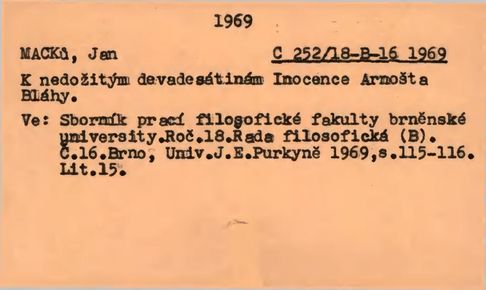 1969
MACKŮ, Jan C 252/18-B-16 1969
K nedožitým devadesátinám Inocence Arnošta
Bláhy.
Ve: Sborník prací filosofické fakulty brněnské
university.Roč.18.Řada filosofická (B).
Č.16.Brno, Univ.J.E.Purkyně 1969,s.115-116.
Lit.15.